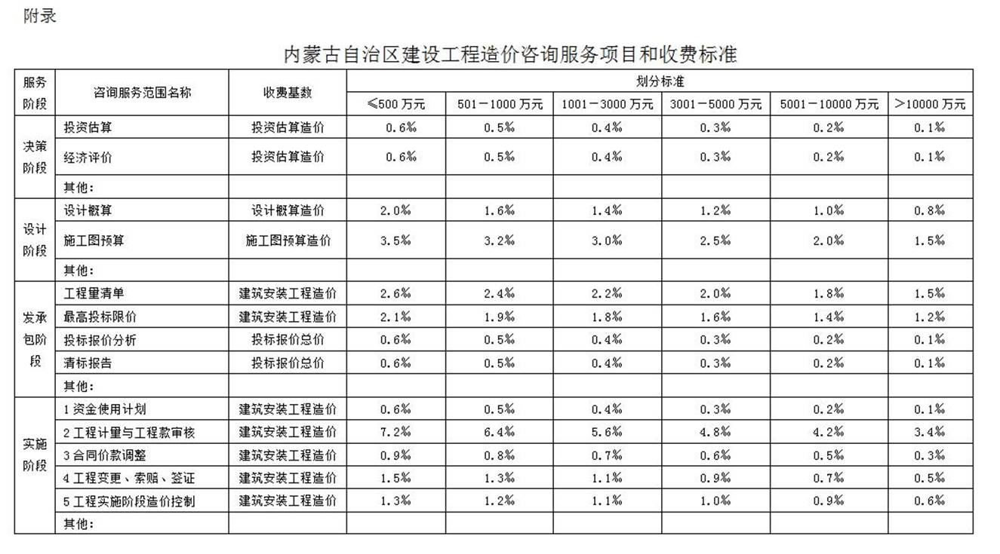 附录
内蒙古自治区建设工程造价咨询服务项目和收费标准
服务阶段 咨询服务范围名称 收费基数 划分标准
≤500 万元 501－1000 万元 1001－3000 万元 3001－5000 万元 5001－10000 万元 >10000 万元
决策阶段
投资估算 投资估算造价 0.6‰ 0.5‰ 0.4‰ 0.3‰ 0.2‰ 0.1‰
经济评价 投资估算造价 0.6‰ 0.5‰ 0.4‰ 0.3‰ 0.2‰ 0.1‰
其他：
设计阶段
设计概算 设计概算造价 2.0‰ 1.6‰ 1.4‰ 1.2‰ 1.0‰ 0.8‰
施工图预算 施工图预算造价 3.5‰ 3.2‰ 3.0‰ 2.5‰ 2.0‰ 1.5‰
其他：
发承包阶段
工程量清单 建筑安装工程造价 2.6‰ 2.4‰ 2.2‰ 2.0‰ 1.8‰ 1.5‰
最高投标限价 建筑安装工程造价 2.1‰ 1.9‰ 1.8‰ 1.6‰ 1.4‰ 1.2‰
投标报价分析 投标报价总价 0.6‰ 0.5‰ 0.4‰ 0.3‰ 0.2‰ 0.1‰
清标报告 投标报价总价 0.6‰ 0.5‰ 0.4‰ 0.3‰ 0.2‰ 0.1‰
其他：
实施阶段
1 资金使用计划 建筑安装工程造价 0.6‰ 0.5‰ 0.4‰ 0.3‰ 0.2‰ 0.1‰
2 工程计量与工程款审核 建筑安装工程造价 7.2‰ 6.4‰ 5.6‰ 4.8‰ 4.2‰ 3.4‰
3 合同价款调整 建筑安装工程造价 0.9‰ 0.8‰ 0.7‰ 0.6‰ 0.5‰ 0.3‰
4 工程变更、索赔、签证 建筑安装工程造价 1.5‰ 1.3‰ 1.1‰ 0.9‰ 0.7‰ 0.5‰
5 工程实施阶段造价控制 建筑安装工程造价 1.3‰ 1.2‰ 1.1‰ 1.0‰ 0.9‰ 0.6‰
其他：